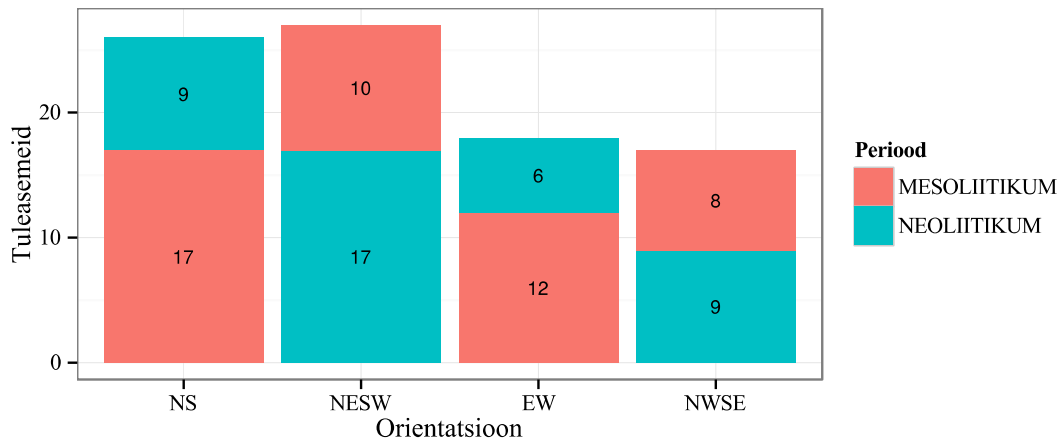 Tuleasemeid
20
10
0
9
10
6
8
17
17
12
9
NS NESW EW NWSE
Orientatsioon
Periood
MESOLIITIKUM
NEOLIITIKUM